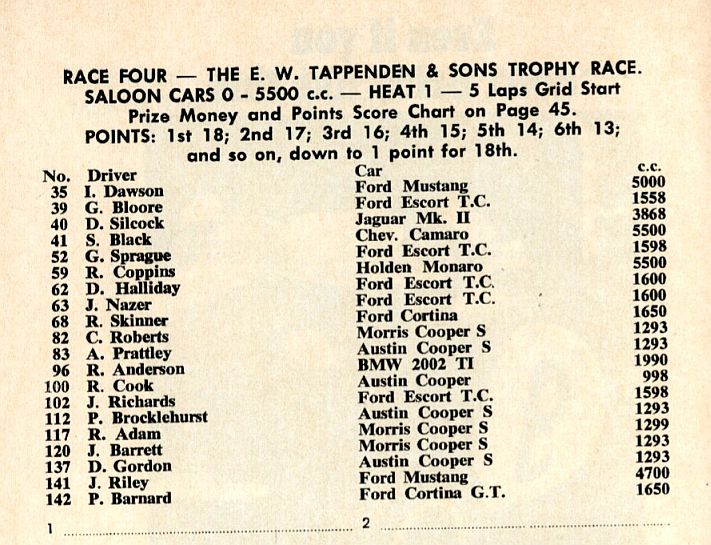 RACE FOUR — THE E. W. TAPPENDEN & SONS TROPHY RACE.
SALOON CARS 0 - 5500 c.c. — HEAT 1 — 5 Laps Grid Start
Prize Money and Points Score Chart on Page 45.
POINTS: 1st 18; 2nd 17; 3rd 16; 4th 15; 5th 14; 6th 13;
and so on, down to 1 point for 18th.
No. Driver Car c.c.
35 I. Dawson Ford Mustang 5000
39 G. Bloore Ford Escort T.C. 1558
40 D. Silcock Jaguar Mk. II 3868
41 S. Black Chev. Camaro 5500
52 G. Sprague Ford Escort T.C. 1598
59 R. Coppins Holden Monaro 5500
62 D. Halliday Ford Escort T.C. 1600
63 J. Nazer Ford Escort T.C. 1600
68 R. Skinner Ford Cortina 1650
82 C. Roberts Morris Cooper S 1293
83 A. Prattley Austin Cooper S 1293
96 R. Anderson BMW 2002 TI 1990
100 R. Cook Austin Cooper 998
102 J. Richards Ford Escort T.C. 1598
112 P. Brocklehurst Austin Cooper S 1293
117 R. Adam Morris Cooper S 1299
120 J. Barrett Morris Cooper S 1293
137 D. Gordon Austin Cooper S 1293
141 J. Riley Ford Mustang 4700
142 P. Barnard Ford Cortina G.T. 1650
1 ........................ 2 ........................